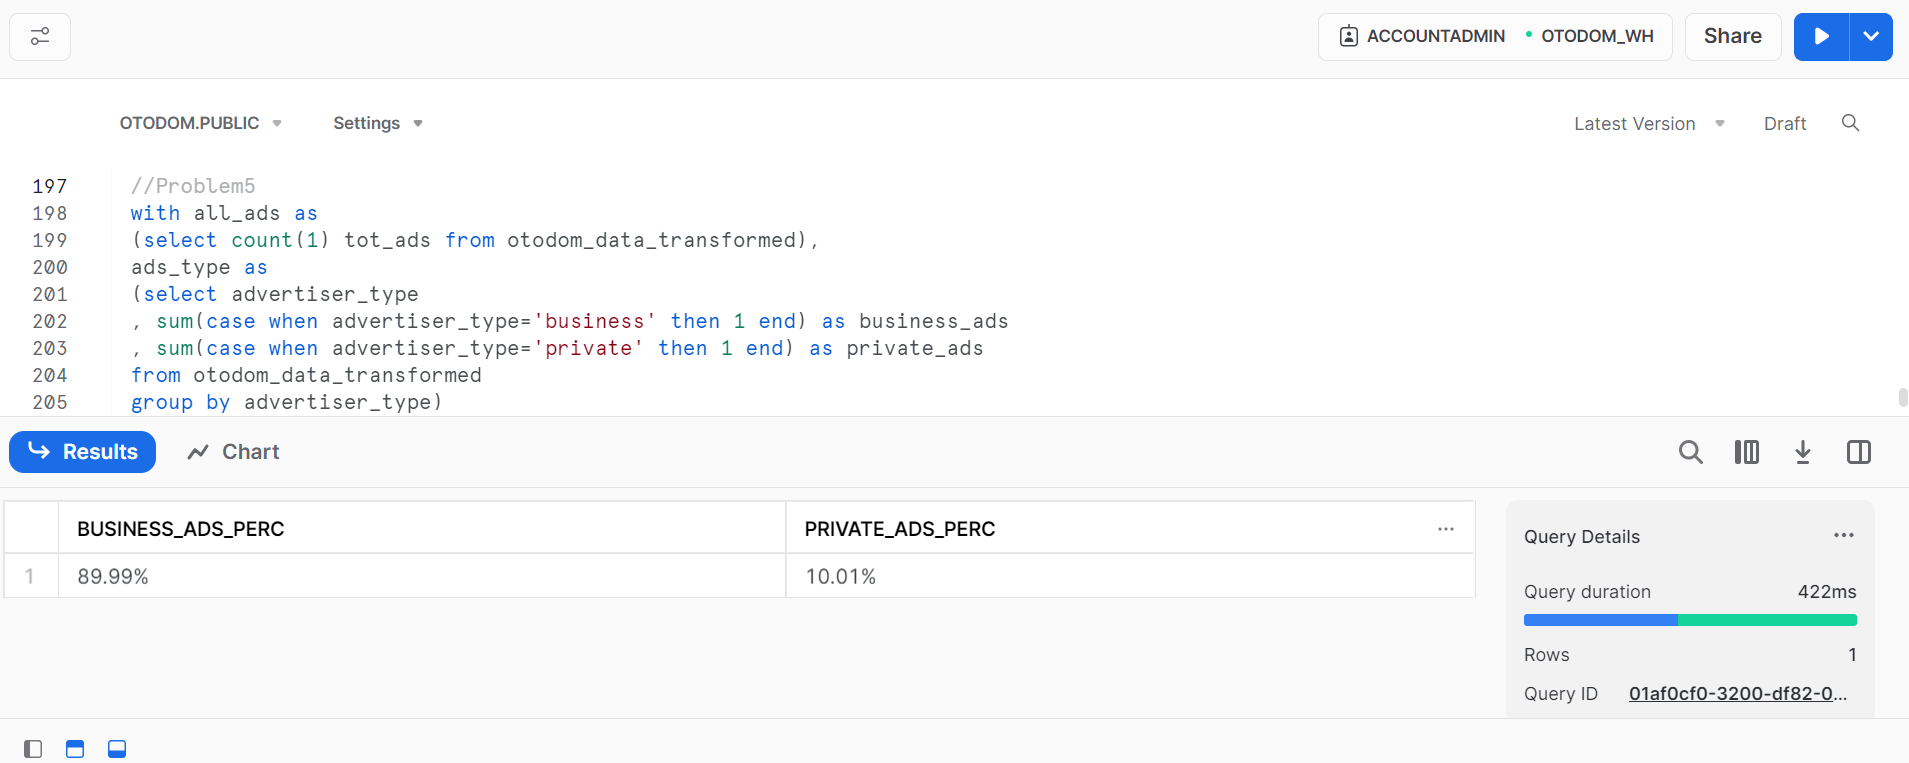 ACCOUNTADMIN OTODOM_WH Share
OTODOM.PUBLIC Settings Latest Version Draft
197 //Problem5
198 with all_ads as
199 (select count(1) tot_ads from otodom_data_transformed),
200 ads_type as
201 (select advertiser_type
202 , sum(case when advertiser_type='business' then 1 end) as business_ads
203 , sum(case when advertiser_type='private' then 1 end) as private_ads
204 from otodom_data_transformed
205 group by advertiser_type)
Results Chart
BUSINESS_ADS_PERC PRIVATE_ADS_PERC ...
1 89.99% 10.01%
Query Details ...
Query duration 422ms
Rows 1
Query ID 01af0cf0-3200-df82-0...